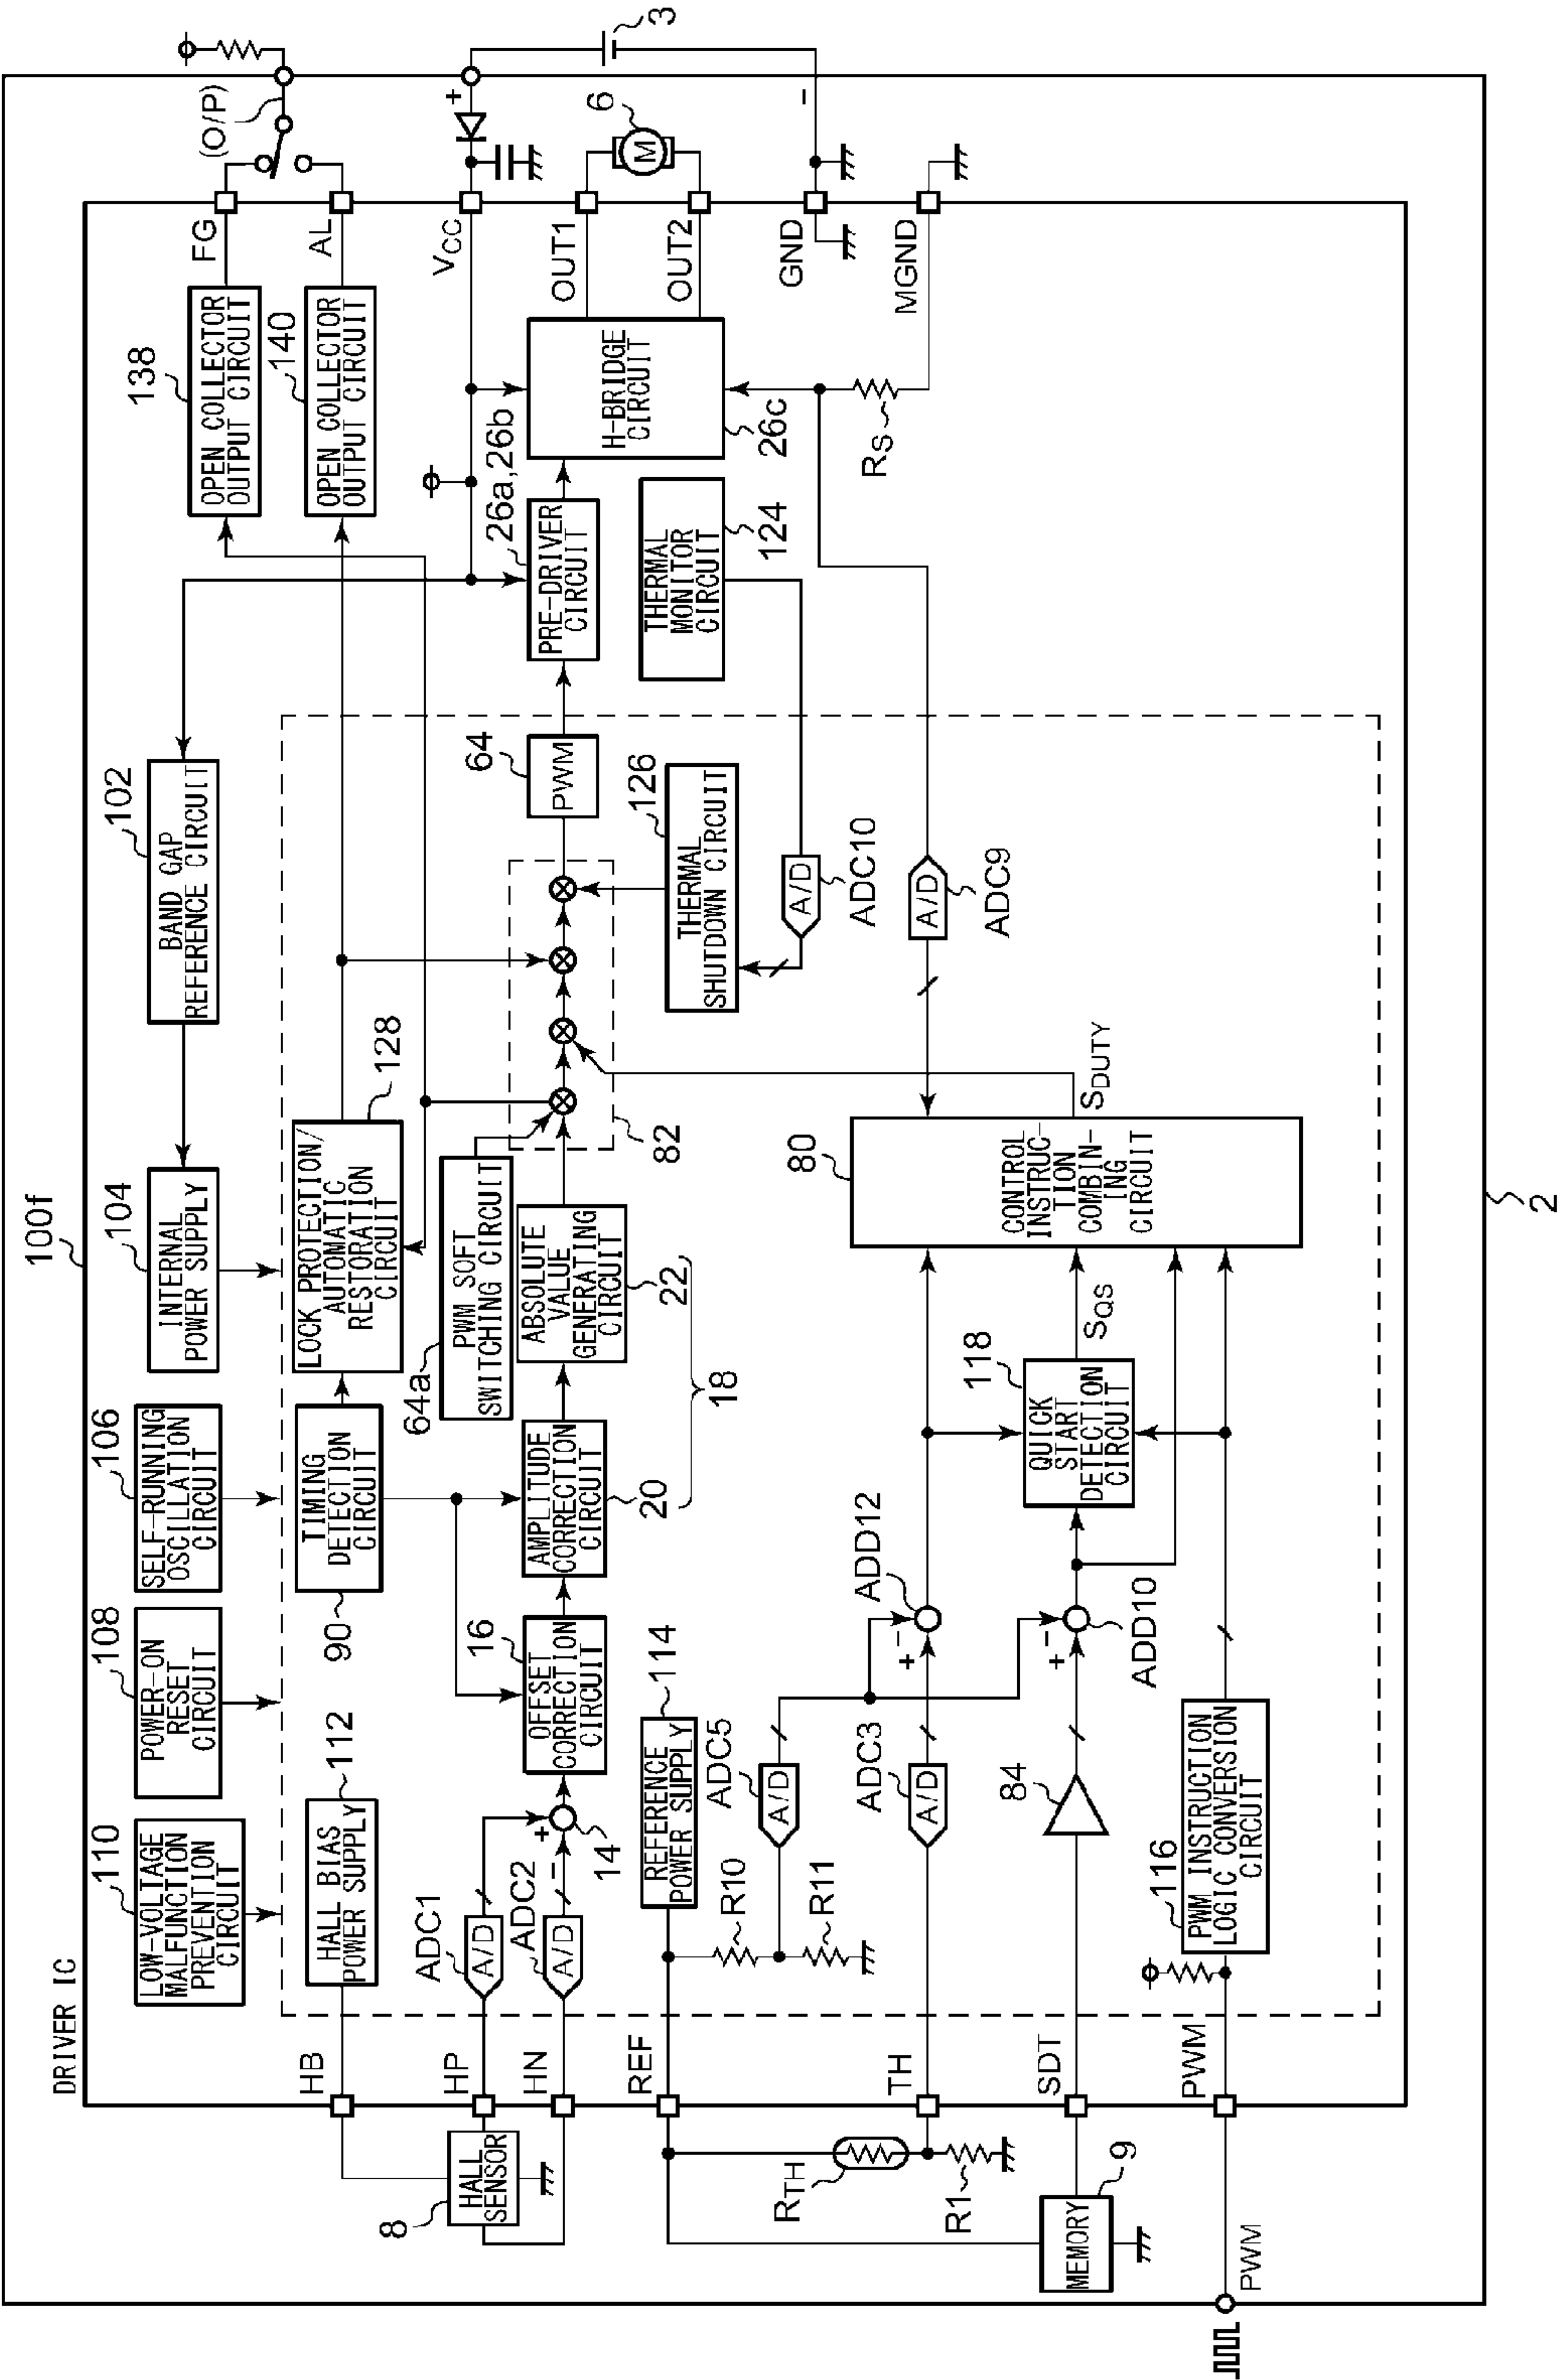 DRIVER IC
100f
LOW-VOLTAGE
MALFUNCTION
PREVENTION
CIRCUIT
110
POWER-ON
RESET
CIRCUIT
108
SELF-RUNNING
OSCILLATION
CIRCUIT
106
INTERNAL
POWER SUPPLY
104
BAND GAP
REFERENCE CIRCUIT
102
OPEN COLLECTOR
OUTPUT CIRCUIT
138
OPEN COLLECTOR
OUTPUT CIRCUIT
140
FG
AL
(O/P)
HB
HALL BIAS
POWER SUPPLY
112
TIMING
DETECTION
CIRCUIT
90
LOCK PROTECTION/
AUTOMATIC
RESTORATION
CIRCUIT
128
VCC
+
3
8
HALL
SENSOR
HP
HN
ADC1
A/D
ADC2
A/D
+
−
14
OFFSET
CORRECTION
CIRCUIT
16
AMPLITUDE
CORRECTION
CIRCUIT
20
PWM SOFT
SWITCHING CIRCUIT
64a
ABSOLUTE
VALUE
GENERATING
CIRCUIT
22
18
82
PWM
64
PRE-DRIVER
CIRCUIT
26a,26b
H-BRIDGE
CIRCUIT
26c
OUT1
OUT2
M
6
REF
REFERENCE
POWER SUPPLY
114
R10
R11
ADC5
A/D
THERMAL
SHUTDOWN CIRCUIT
126
A/D
ADC10
THERMAL
MONITOR
CIRCUIT
124
GND
−
MGND
RS
RTH
R1
TH
A/D
ADC3
+
−
ADD12
A/D
ADC9
MEMORY
9
SDT
84
+
−
ADD10
QUICK
START
DETECTION
CIRCUIT
118
SQS
CONTROL
INSTRUC-
TION
COMBIN-
ING
CIRCUIT
80
SDUTY
PWM
PWM
PWM INSTRUCTION
LOGIC CONVERSION
CIRCUIT
116
2